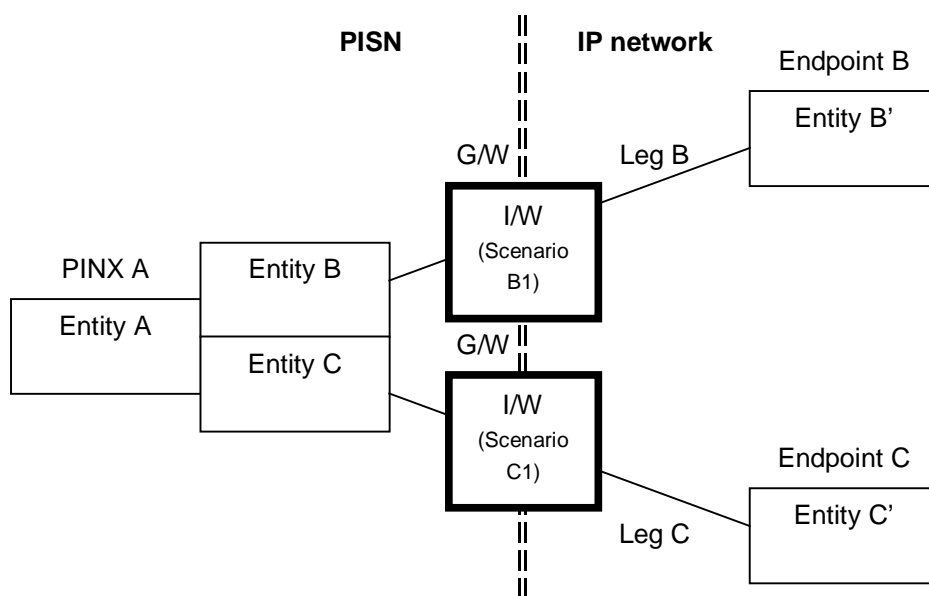 PISN
IP network
Endpoint B
Entity B’
G/W
Leg B
I/W
(Scenario
B1)
PINX A
Entity B
Entity A
G/W
Entity C
I/W
(Scenario
C1)
Endpoint C
Entity C’
Leg C